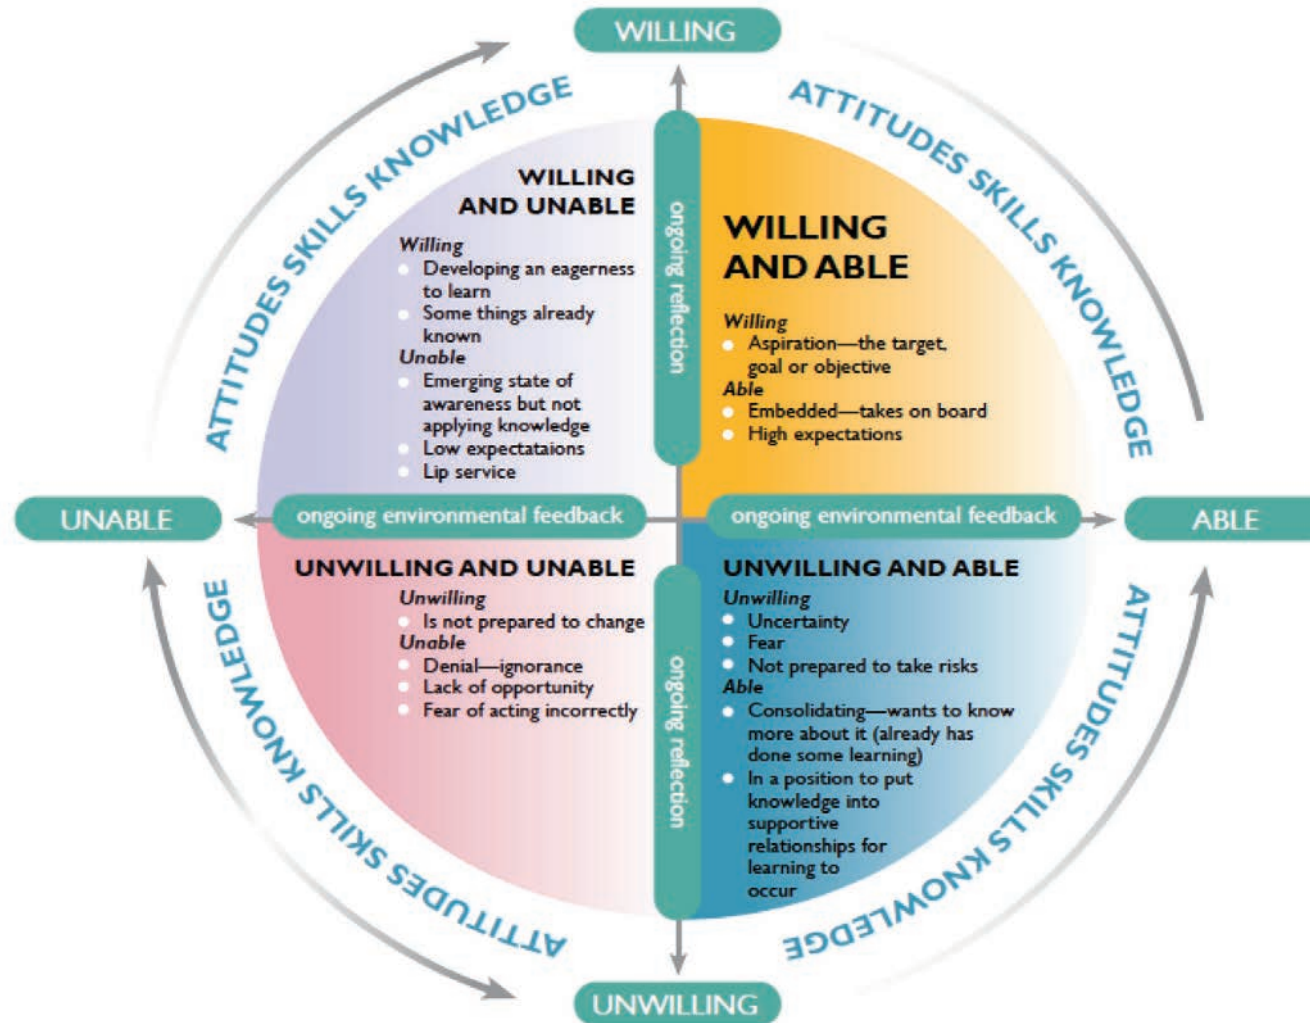 WILLING
ATTITUDES SKILLS KNOWLEDGE
ATTITUDES SKILLS KNOWLEDGE
WILLING
AND UNABLE
Willing
Developing an eagerness
to learn
Some things already
known
Unable
Emerging state of
awareness but not
applying knowledge
Low expectataions
Lip service
ongoing reflection
WILLING
AND ABLE
Willing
Aspiration—the target,
goal or objective
Able
Embedded—takes on board
High expectations
UNABLE
ongoing environmental feedback
ongoing environmental feedback
ABLE
UNWILLING AND UNABLE
Unwilling
Is not prepared to change
Unable
Denial—ignorance
Lack of opportunity
Fear of acting incorrectly
ongoing reflection
UNWILLING AND ABLE
Unwilling
Uncertainty
Fear
Not prepared to take risks
Able
Consolidating—wants to know
more about it (already has
done some learning)
In a position to put
knowledge into
supportive
relationships for
learning to
occur
ATTITUDES SKILLS KNOWLEDGE
ATTITUDES SKILLS KNOWLEDGE
UNWILLING